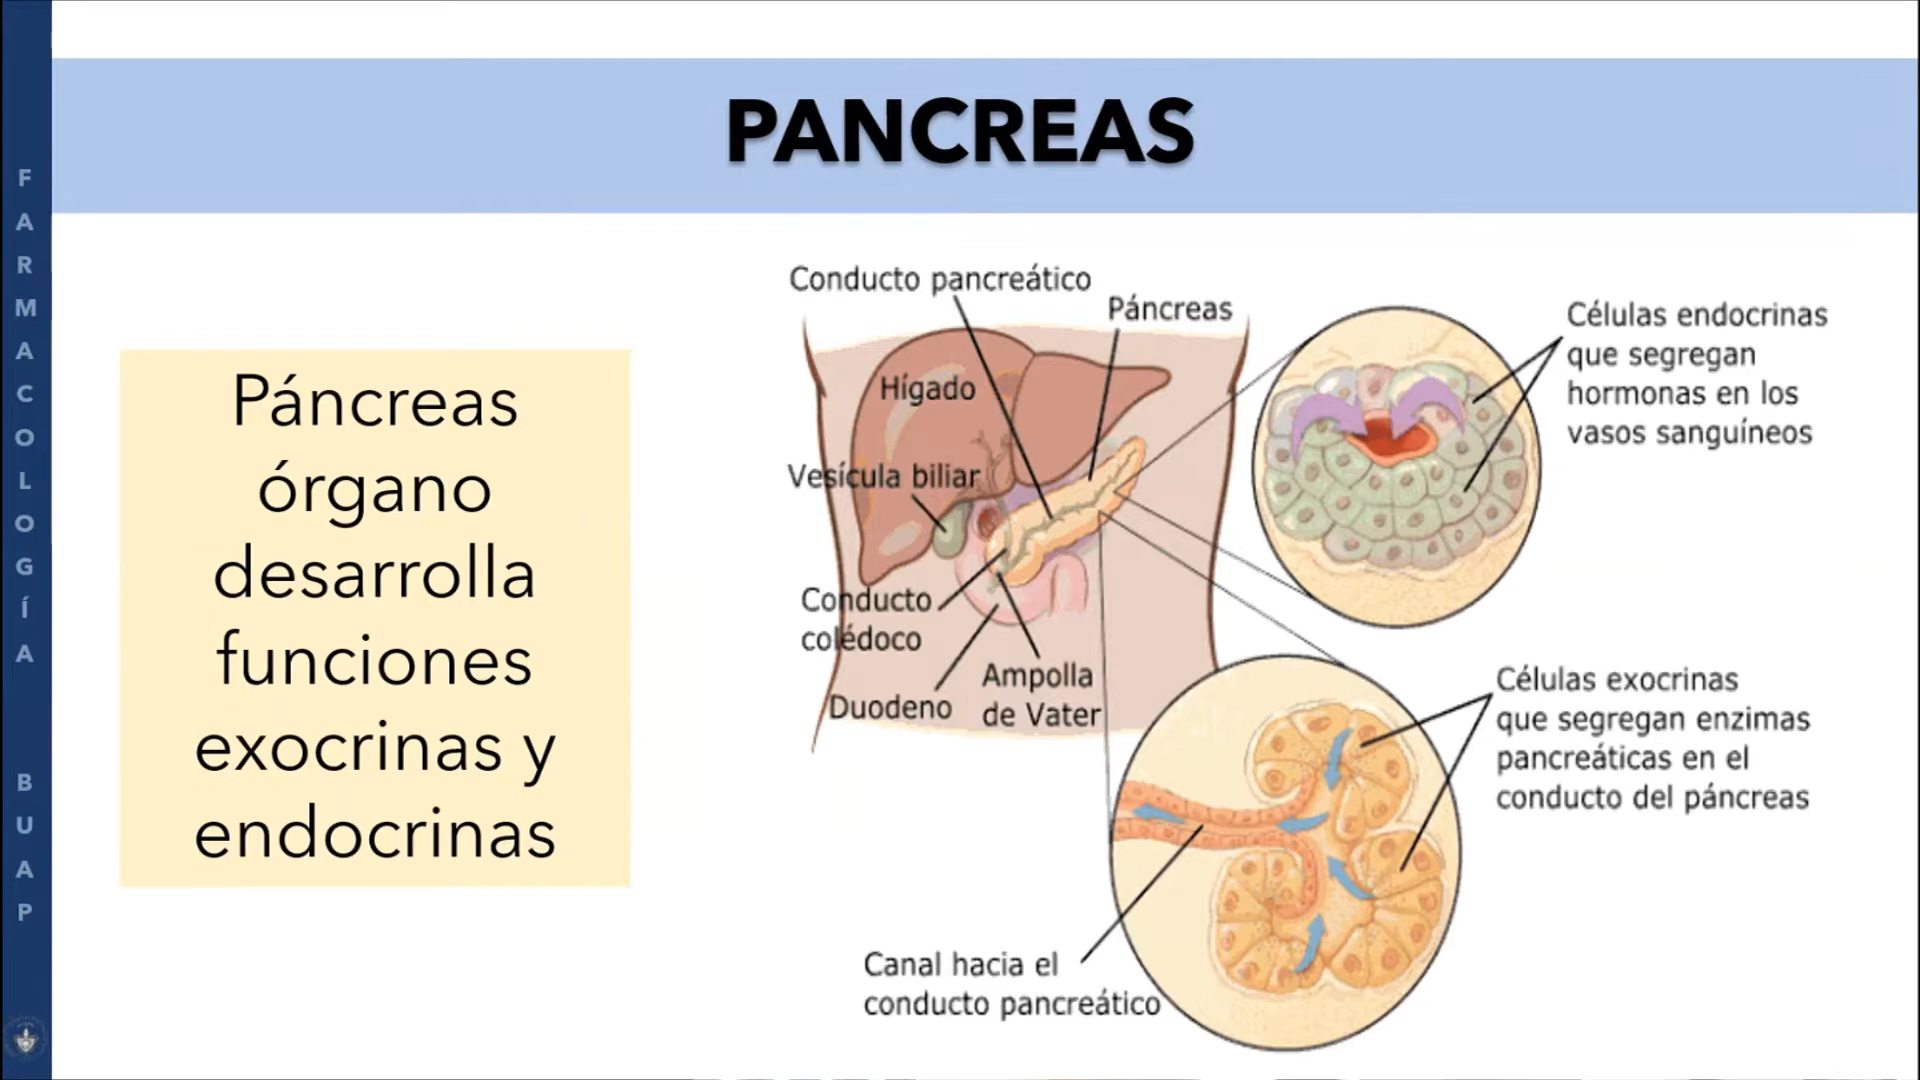 FARMACOLOGÍA BUAP
PANCREAS
Páncreas
órgano
desarrolla
funciones
exocrinas y
endocrinas
Conducto pancreático
Páncreas
Hígado
Vesícula biliar
Conducto
colédoco
Duodeno
Ampolla
de Vater
Células endocrinas
que segregan
hormonas en los
vasos sanguíneos
Células exocrinas
que segregan enzimas
pancreáticas en el
conducto del páncreas
Canal hacia el
conducto pancreático